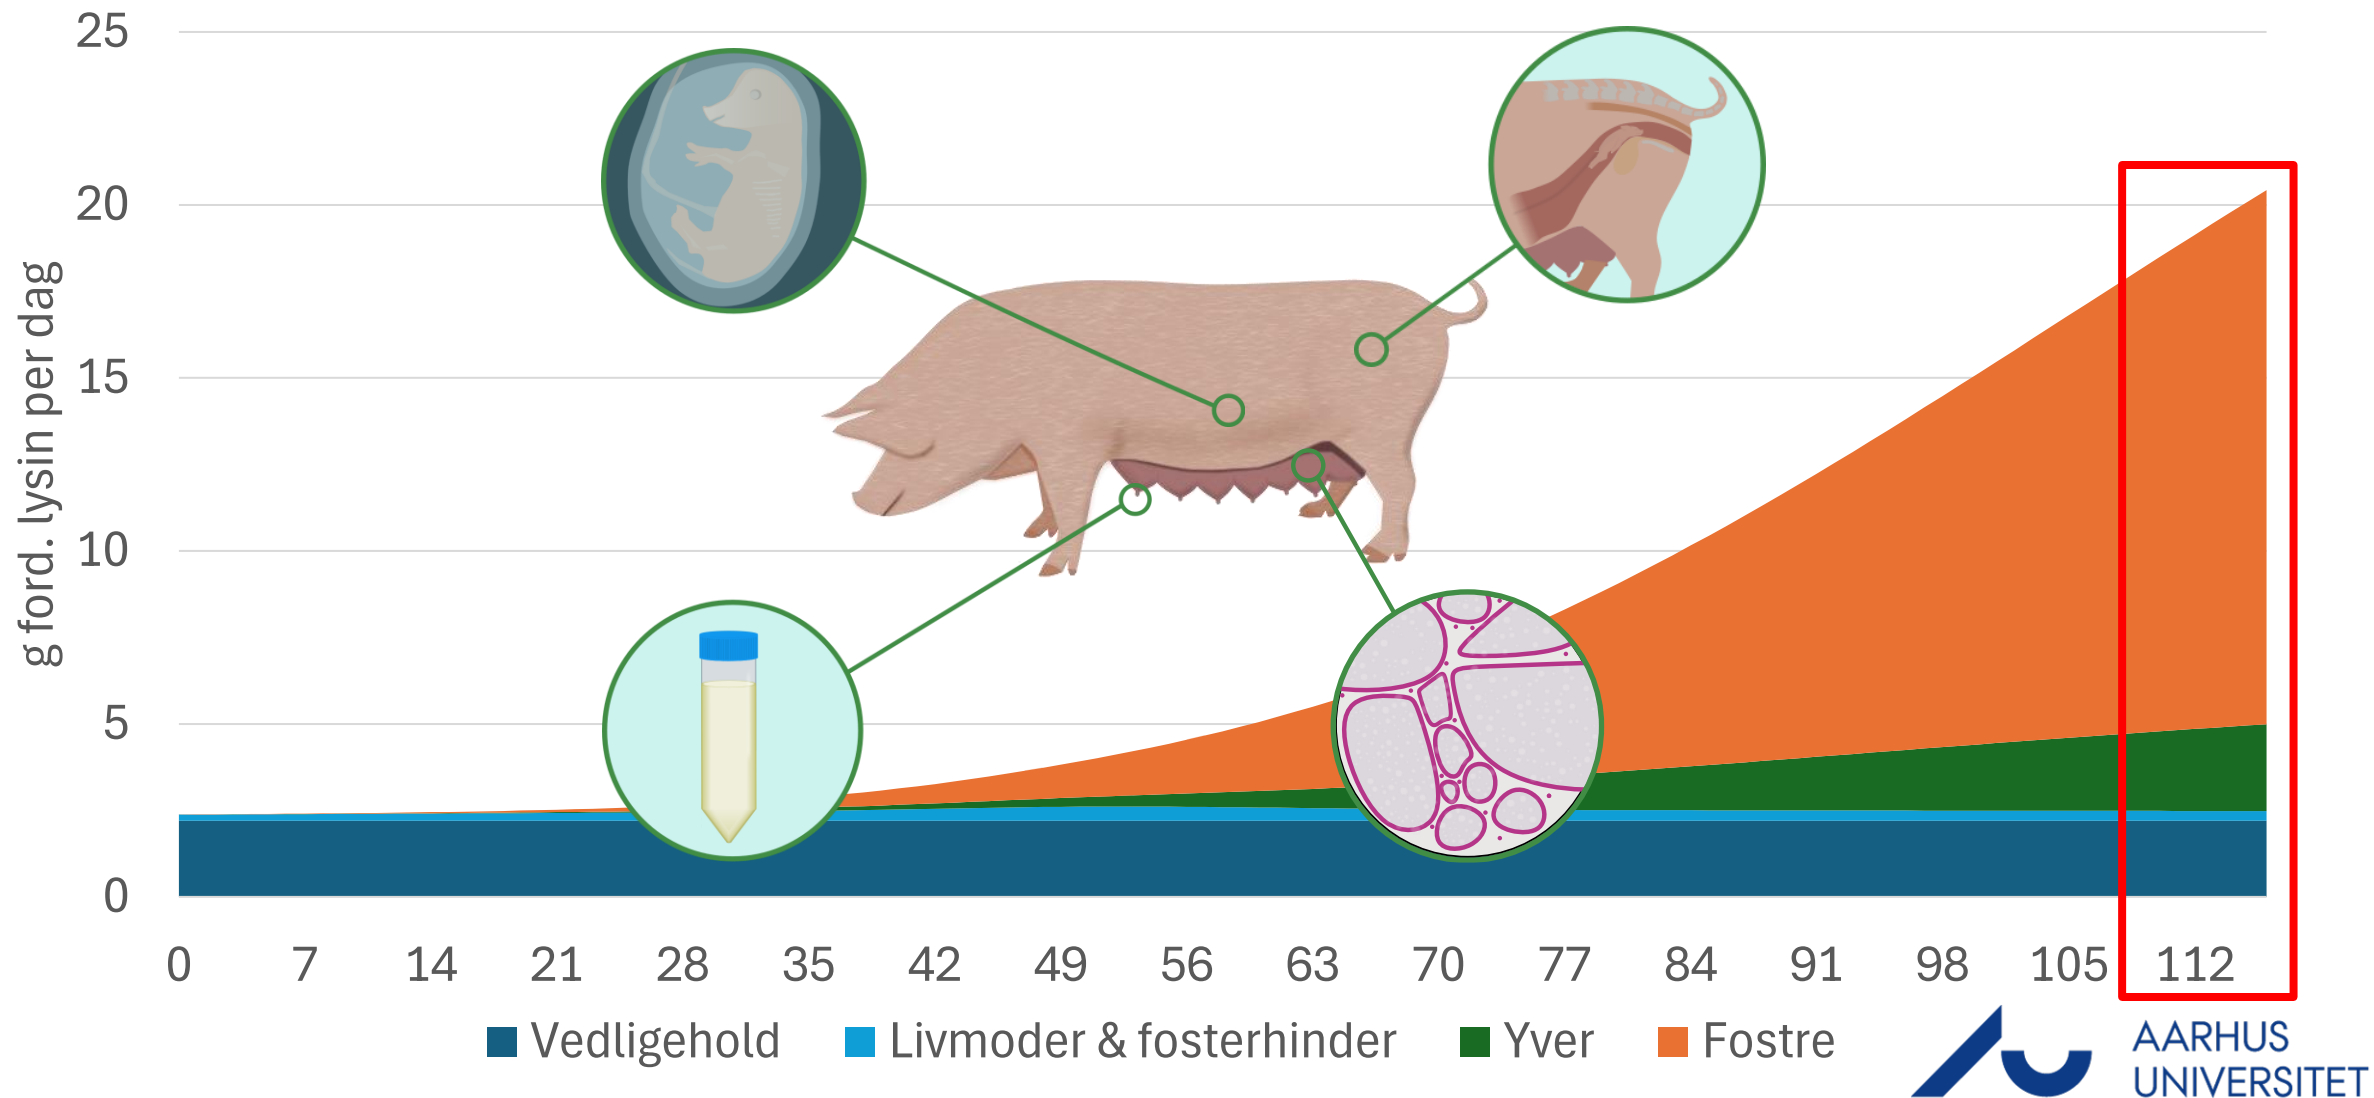 g ford. lysin per dag
25
20
15
10
5
0
0 7 14 21 28 35 42 49 56 63 70 77 84 91 98 105 112
Vedligehold Livmoder & fosterhinder Yver Fostre
AARHUS
UNIVERSITET